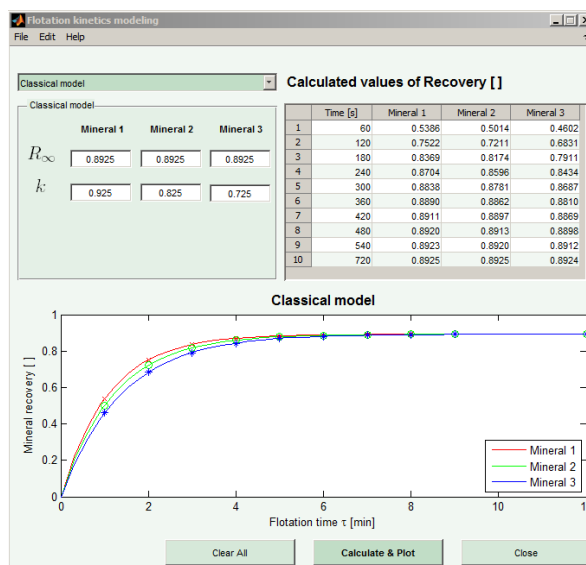 Flotation kinetics modeling
File Edit Help
Classical model
Calculated values of Recovery [ ]
Classical model
Mineral 1 Mineral 2 Mineral 3
R∞ 0.8925 0.8925 0.8925
k 0.925 0.825 0.725
Time [s] Mineral 1 Mineral 2 Mineral 3
1 60 0.5386 0.5014 0.4602
2 120 0.7522 0.7211 0.6831
3 180 0.8369 0.8174 0.7911
4 240 0.8704 0.8596 0.8434
5 300 0.8838 0.8781 0.8687
6 360 0.8890 0.8862 0.8810
7 420 0.8911 0.8897 0.8869
8 480 0.8920 0.8913 0.8898
9 540 0.8923 0.8920 0.8912
10 720 0.8925 0.8925 0.8924
Classical model
Mineral recovery [ ]
1
0.8
0.6
0.4
0.2
0
0 2 4 6 8 10
Flotation time τ [min]
Mineral 1
Mineral 2
Mineral 3
Clear All Calculate & Plot Close